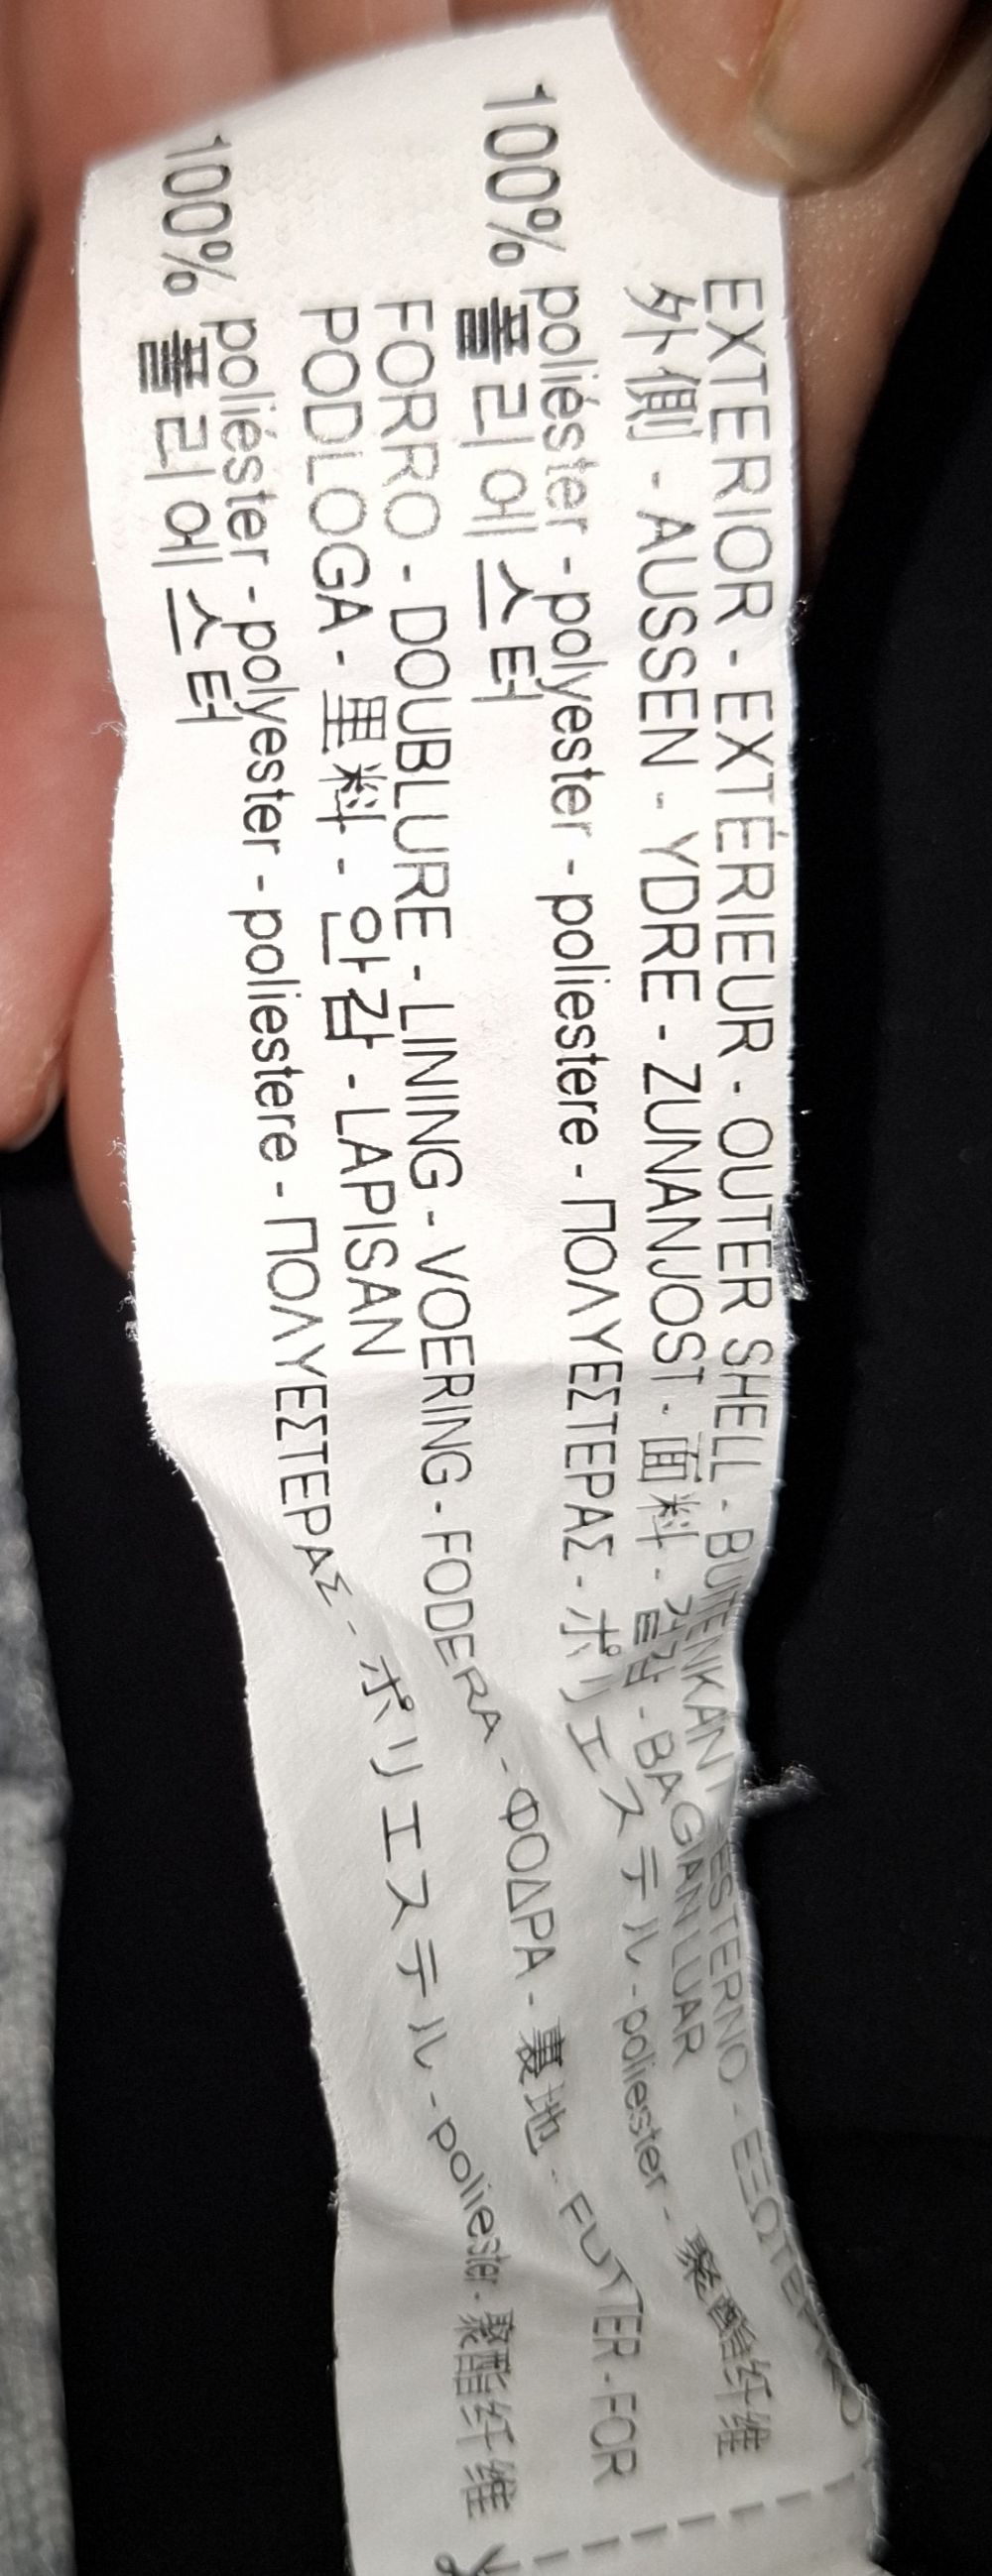 EXTERIOR - EXTÉRIEUR - OUTER SHELL - BUITENKANT - ESTERNO - ΕΞΩΤΕΡΙΚΟ
外側 - AUSSEN - YDRE - ZUNANJOST - 面料 - 겉감 - BAGIAN LUAR
100% poliéster - polyester - poliestere - ΠΟΛΥΕΣΤΕΡΑΣ - ポリエステル - poliester - 聚酯纤维
폴리에스터
FORRO - DOUBLURE - LINING - VOERING - FODERA - ΦΟΔΡΑ - 裏地 - FUTTER - FOR
PODLOGA - 里料 - 안감 - LAPISAN
100% poliéster - polyester - poliestere - ΠΟΛΥΕΣΤΕΡΑΣ - ポリエステル - poliester - 聚酯纤维
폴리에스터